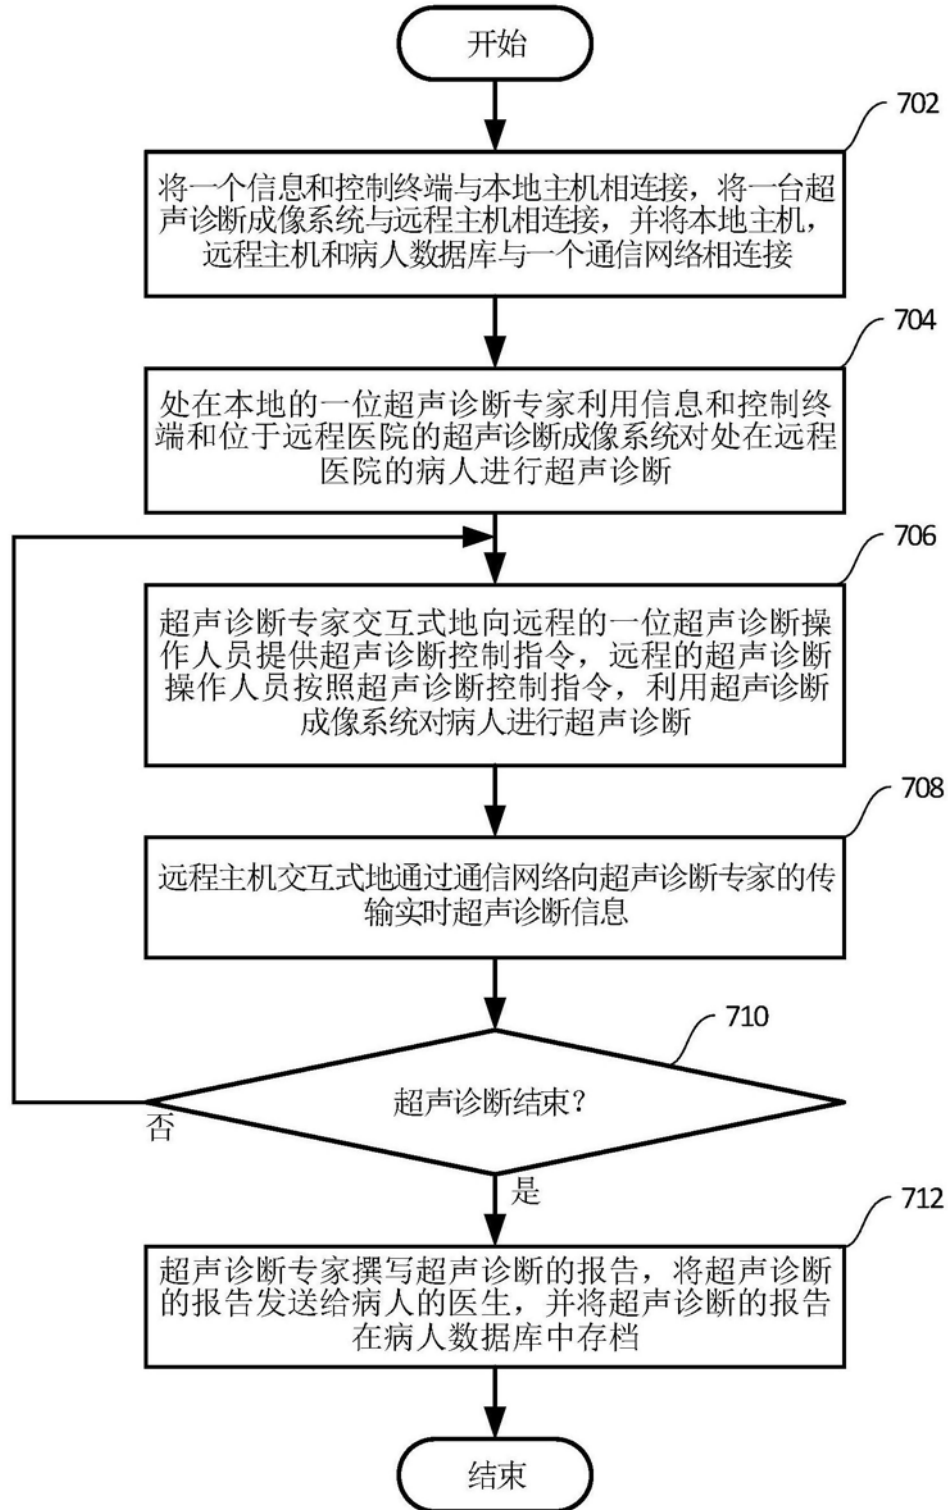 开始
702
将一个信息和控制终端与本地主机相连接，将一台超
声诊断成像系统与远程主机相连接，并将本地主机，
远程主机和病人数据库与一个通信网络相连接
704
处在本地的一位超声诊断专家利用信息和控制终
端和位于远程医院的超声诊断成像系统对处在远程
医院的病人进行超声诊断
706
超声诊断专家交互式地向远程的一位超声诊断操
作人员提供超声诊断控制指令，远程的超声诊断
操作人员按照超声诊断控制指令，利用超声诊断
成像系统对病人进行超声诊断
708
远程主机交互式地通过通信网络向超声诊断专家的传
输实时超声诊断信息
710
超声诊断结束？
否
是
712
超声诊断专家撰写超声诊断的报告，将超声诊断
的报告发送给病人的医生，并将超声诊断的报告
在病人数据库中存档
结束